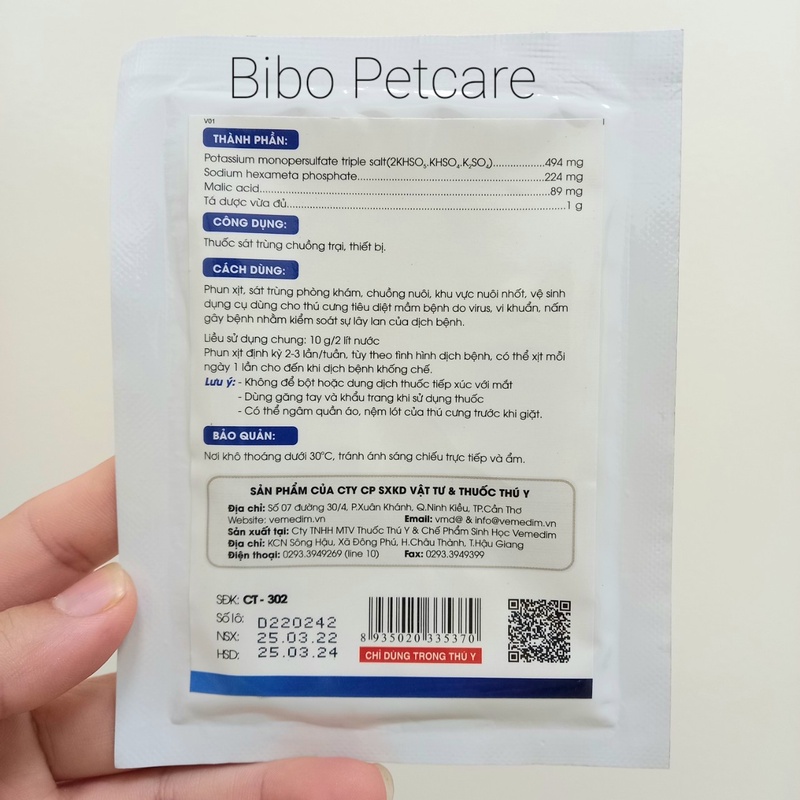 Bibo Petcare
V01
THÀNH PHẦN:
Potassium monopersulfate triple salt(2KHSO₅.KHSO₄.K₂SO₄)..................494 mg
Sodium hexameta phosphate.....................................................224 mg
Malic acid.....................................................................................89 mg
Tá dược vừa đủ..............................................................................1 g
CÔNG DỤNG:
Thuốc sát trùng chuồng trại, thiết bị.
CÁCH DÙNG:
Phun xịt, sát trùng phòng khám, chuồng nuôi, khu vực nuôi nhốt, vệ sinh
dụng cụ dùng cho thú cưng tiêu diệt mầm bệnh do virus, vi khuẩn, nấm
gây bệnh nhằm kiểm soát sự lây lan của dịch bệnh.
Liều sử dụng chung: 10 g/2 lít nước
Phun xịt định kỳ 2-3 lần/tuần, tùy theo tình hình dịch bệnh, có thể xịt mỗi
ngày 1 lần cho đến khi dịch bệnh khống chế.
Lưu ý: - Không để bột hoặc dung dịch thuốc tiếp xúc với mắt
- Dùng găng tay và khẩu trang khi sử dụng thuốc
- Có thể ngâm quần áo, nệm lót của thú cưng trước khi giặt.
BẢO QUẢN:
Nơi khô thoáng dưới 30°C, tránh ánh sáng chiếu trực tiếp và ẩm.
SẢN PHẨM CỦA CTY CP SXKD VẬT TƯ & THUỐC THÚ Y
Địa chỉ: Số 07 đường 30/4, P.Xuân Khánh, Q.Ninh Kiều, TP.Cần Thơ
Website: vemedim.vn Email: vmd@ & info@vemedim.vn
Sản xuất tại: Cty TNHH MTV Thuốc Thú Y & Chế Phẩm Sinh Học Vemedim
Địa chỉ: KCN Sông Hậu, Xã Đông Phú, H.Châu Thành, T.Hậu Giang
Điện thoại: 0293.3949269 (line 10) Fax: 0293.3949399
SĐK: CT - 302
Số lô: D220242
NSX: 25.03.22
HSD: 25.03.24
8 935020 335370
CHỈ DÙNG TRONG THÚ Y